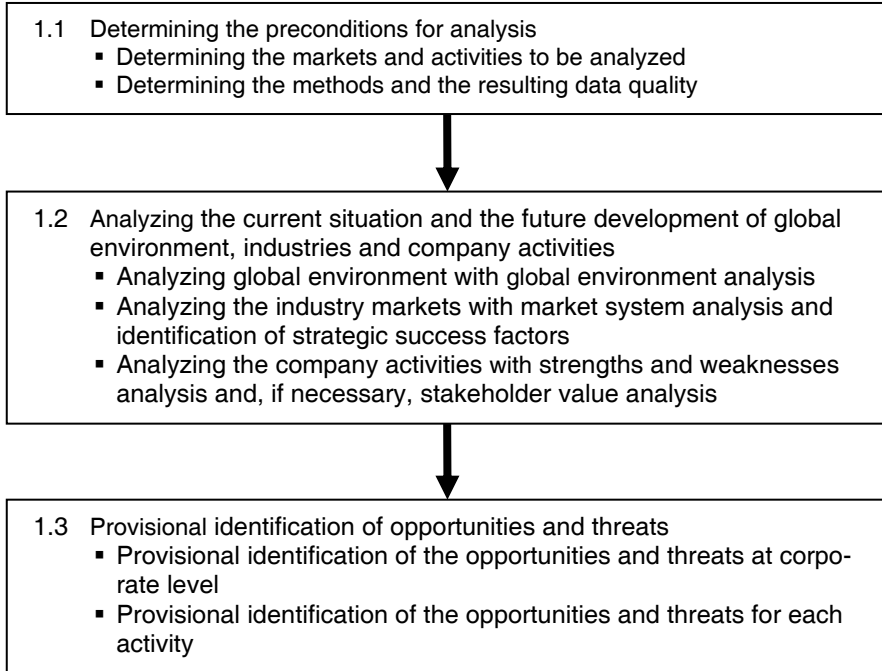 1.1 Determining the preconditions for analysis
▪ Determining the markets and activities to be analyzed
▪ Determining the methods and the resulting data quality
1.2 Analyzing the current situation and the future development of global
environment, industries and company activities
▪ Analyzing global environment with global environment analysis
▪ Analyzing the industry markets with market system analysis and
identification of strategic success factors
▪ Analyzing the company activities with strengths and weaknesses
analysis and, if necessary, stakeholder value analysis
1.3 Provisional identification of opportunities and threats
▪ Provisional identification of the opportunities and threats at corpo-
rate level
▪ Provisional identification of the opportunities and threats for each
activity